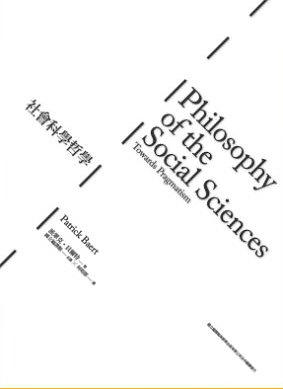 Philosophy
of the
Social Sciences
Towards Pragmatism
社會科學哲學
Patrick Baert